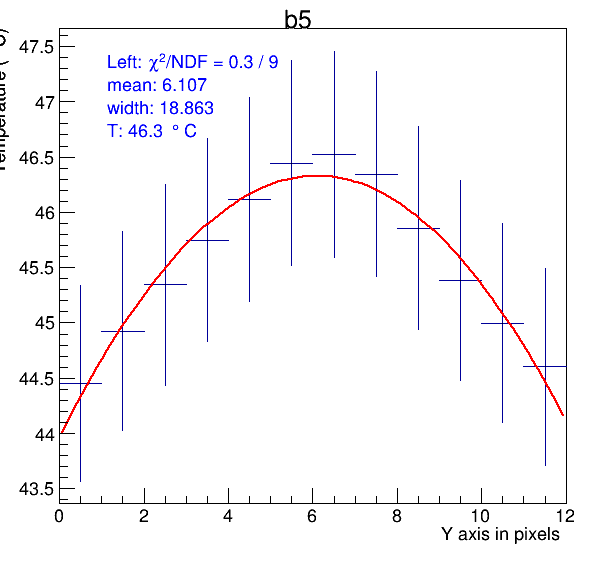 b5
Temperature (°C)
Left: χ²/NDF = 0.3 / 9
mean: 6.107
width: 18.863
T: 46.3 ° C
47.5
47
46.5
46
45.5
45
44.5
44
43.5
0 2 4 6 8 10 12
Y axis in pixels